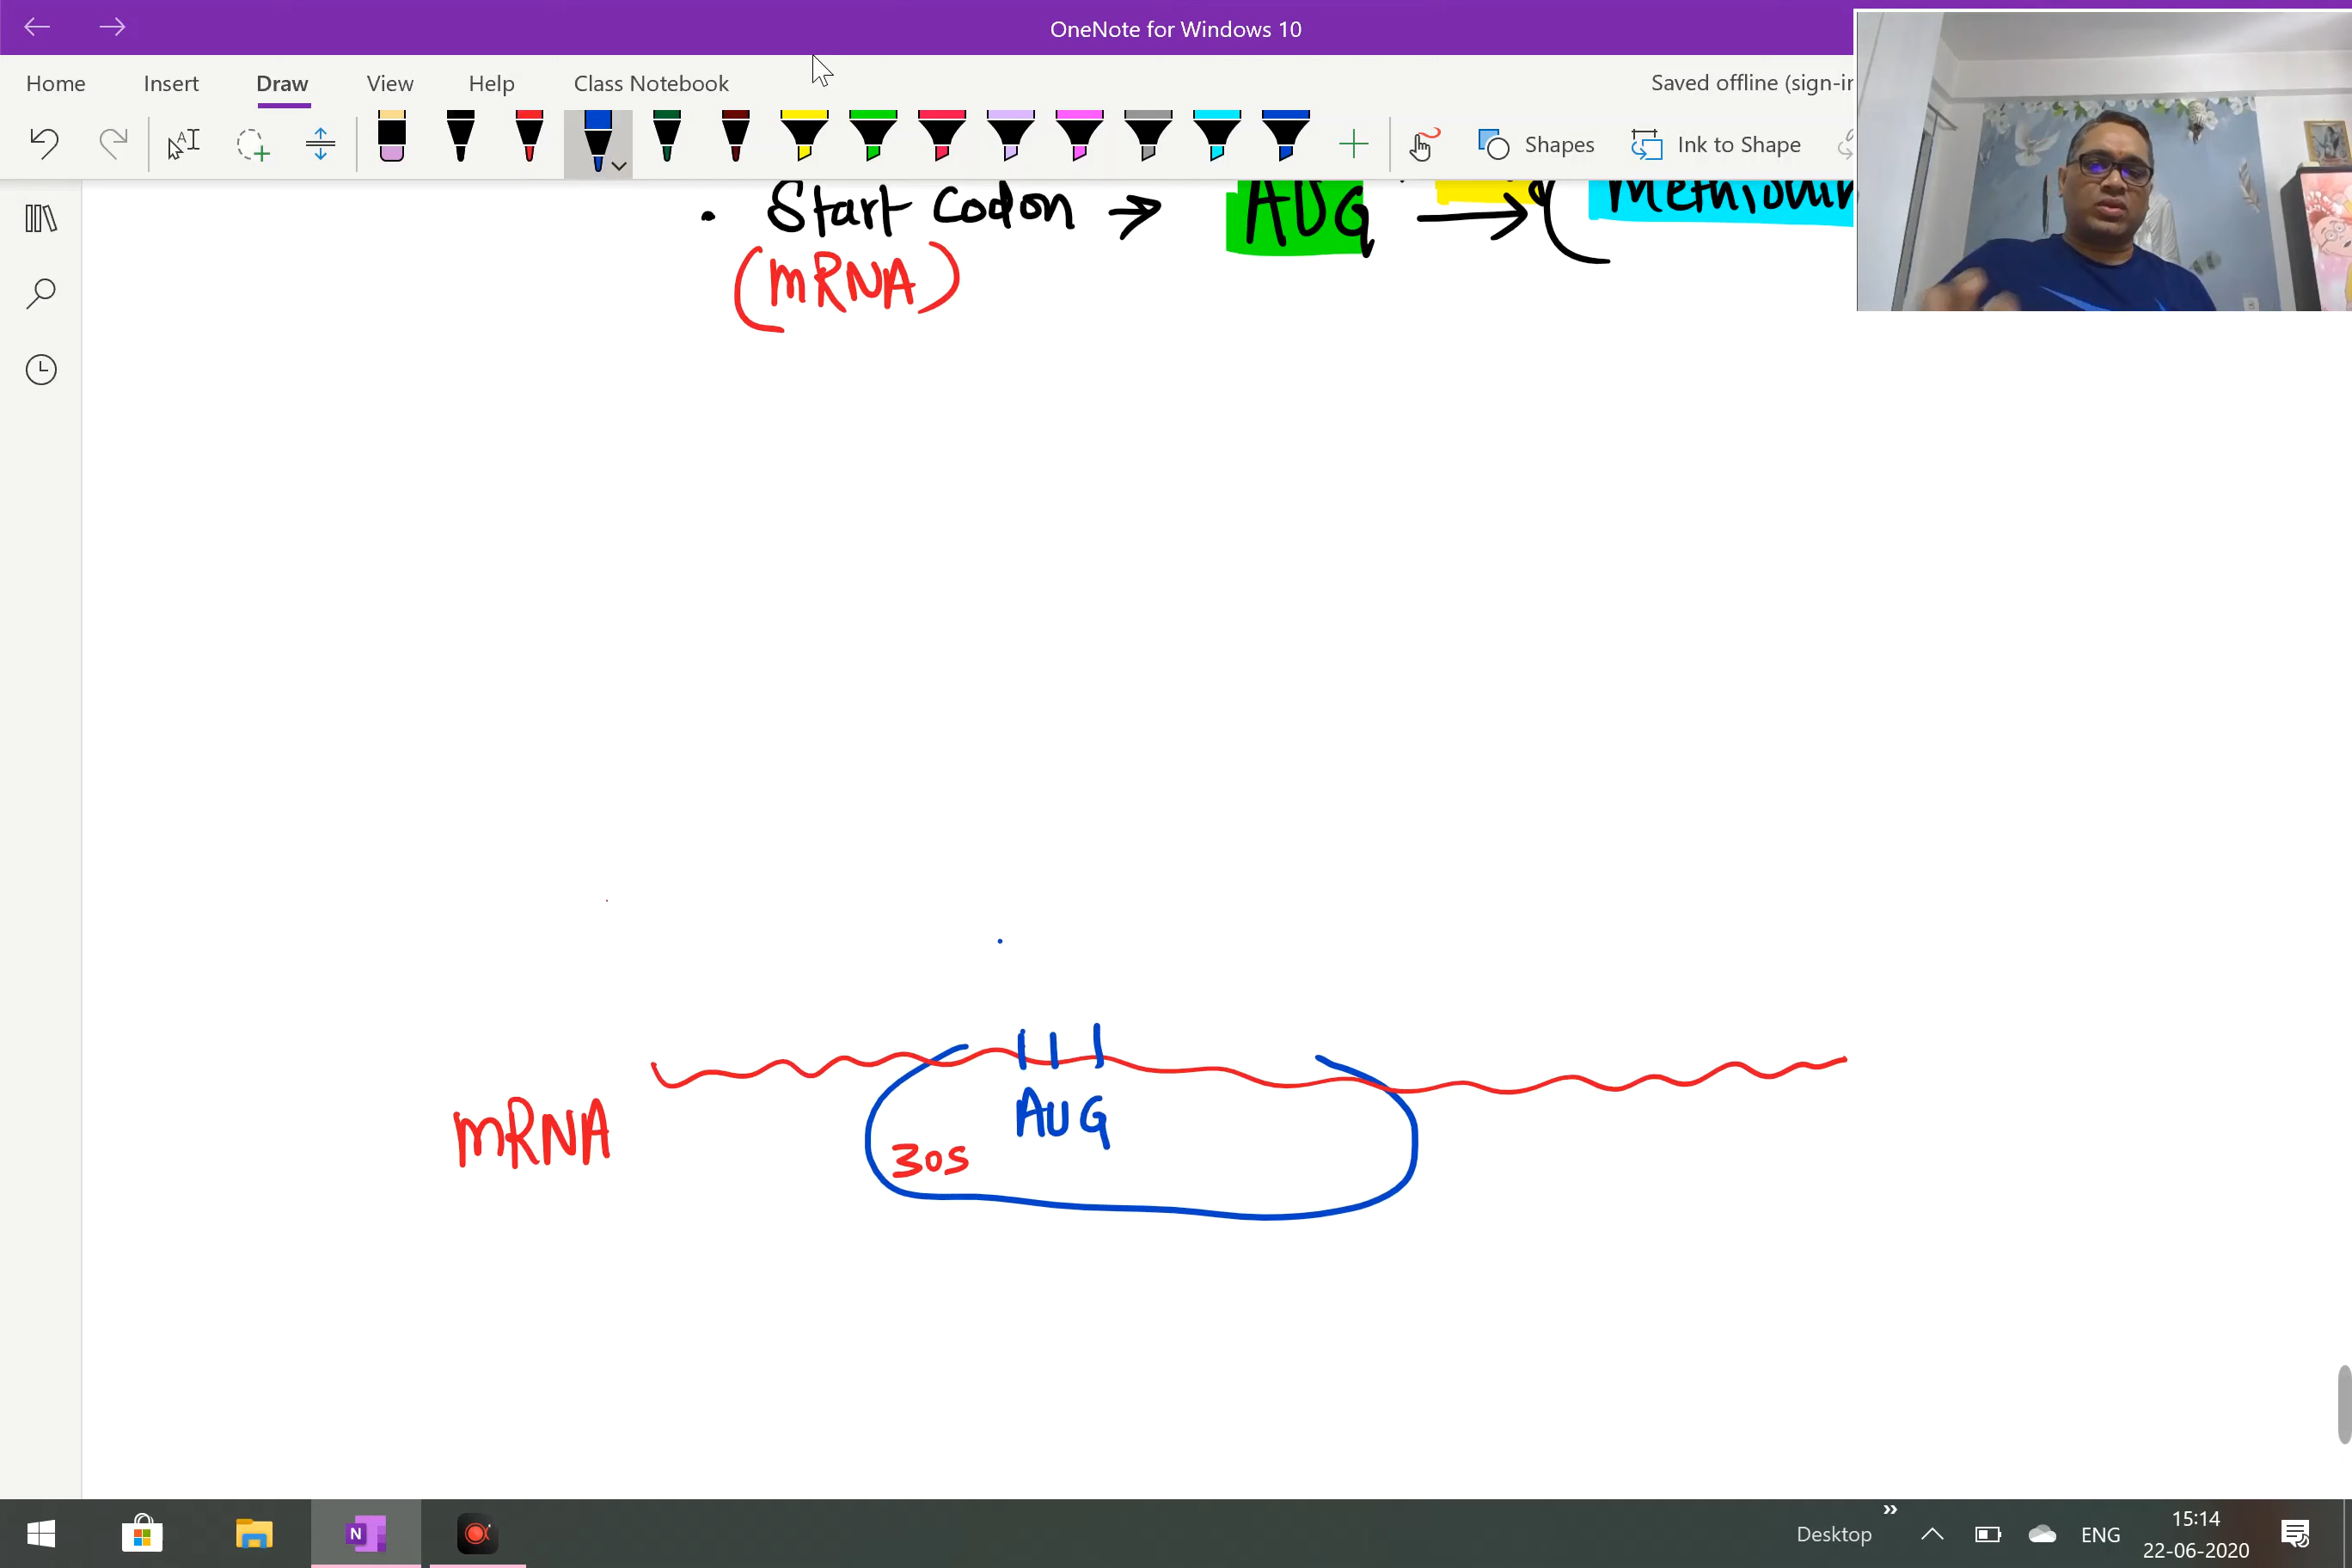 OneNote for Windows 10
Home Insert Draw View Help Class Notebook Saved offline (sign-in
Shapes Ink to Shape
. Start Codon → AUG → (Methionin
(mRNA)
AUG
mRNA
30S
Desktop ENG 15:14
22-06-2020